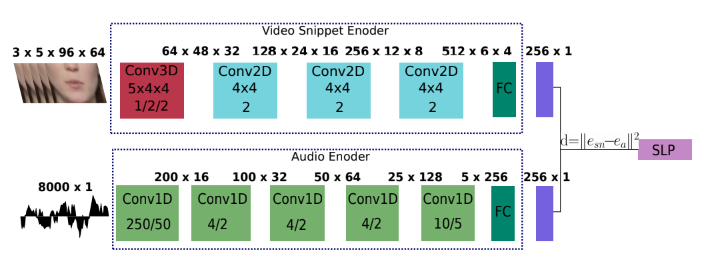 Video Snippet Enoder
3 x 5 x 96 x 64
64 x 48 x 32 128 x 24 x 16 256 x 12 x 8 512 x 6 x 4 256 x 1
Conv3D
5x4x4
1/2/2
Conv2D
4x4
2
Conv2D
4x4
2
Conv2D
4x4
2
FC
d=||e_sn−e_a||²
SLP
Audio Enoder
8000 x 1
200 x 16 100 x 32 50 x 64 25 x 128 5 x 256 256 x 1
Conv1D
250/50
Conv1D
4/2
Conv1D
4/2
Conv1D
4/2
Conv1D
10/5
FC